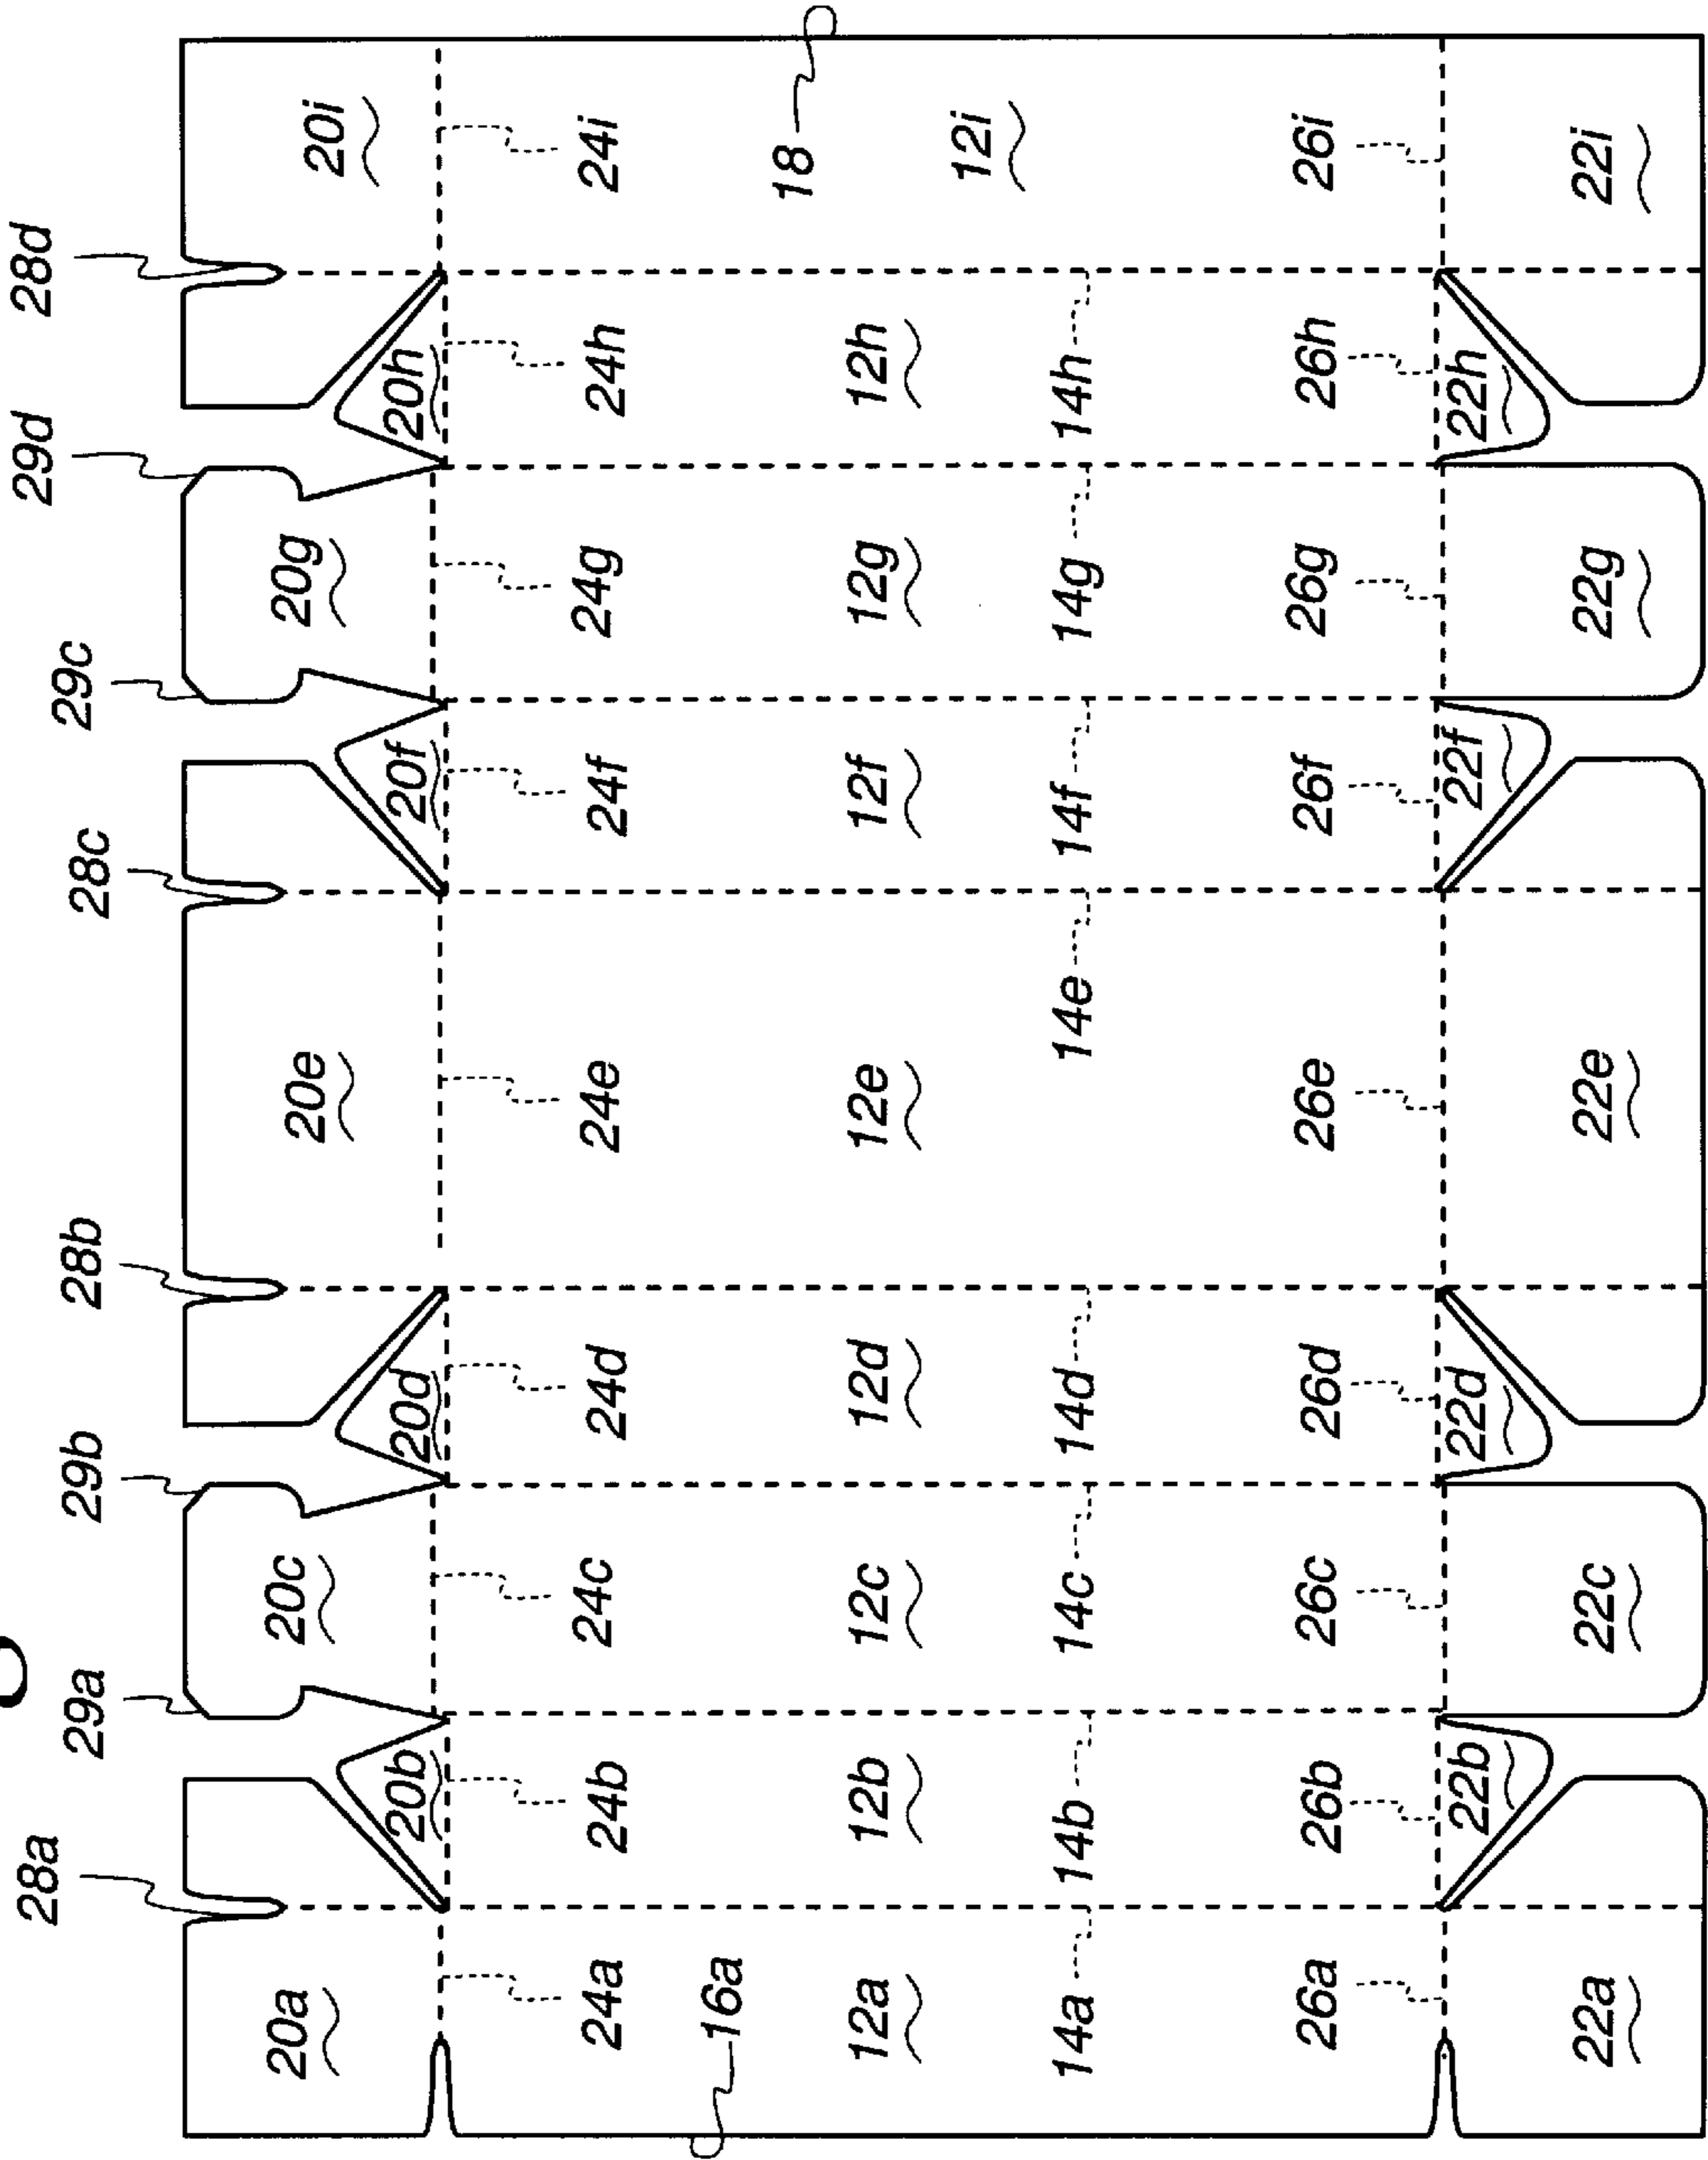 28a 29a 29b 28b 28c 29c 29d 28d
20a 20c 20e 20g 20i
20b 20d 20f 20h
24a 24b 24c 24d 24e 24f 24g 24h 24i
16a 18
12a 12b 12c 12d 12e 12f 12g 12h 12i
14a 14b 14c 14d 14e 14f 14g 14h
26a 26b 26c 26d 26e 26f 26g 26h 26i
22b 22d 22f 22h
22a 22c 22e 22g 22i